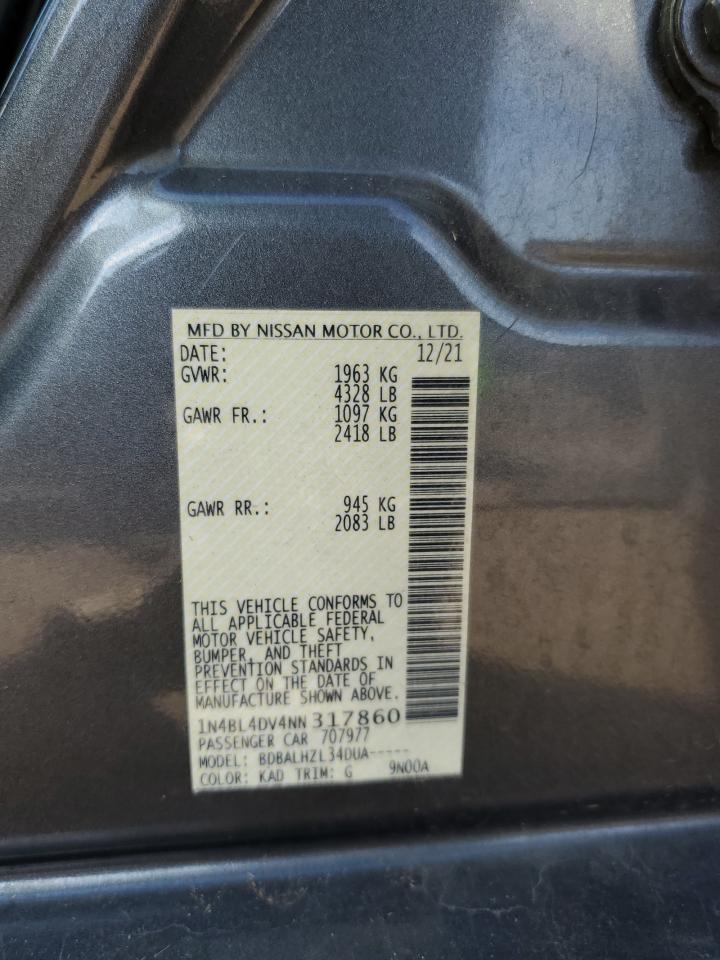 MFD BY NISSAN MOTOR CO., LTD.
DATE: 12/21
GVWR: 1963 KG
4328 LB
GAWR FR.: 1097 KG
2418 LB
GAWR RR.: 945 KG
2083 LB
THIS VEHICLE CONFORMS TO
ALL APPLICABLE FEDERAL
MOTOR VEHICLE SAFETY,
BUMPER, AND THEFT
PREVENTION STANDARDS IN
EFFECT ON THE DATE OF
MANUFACTURE SHOWN ABOVE.
1N4BL4DV4NN317860
PASSENGER CAR 707977
MODEL: BDBALHZL34DUA-----
COLOR: KAD TRIM: G 9N00A